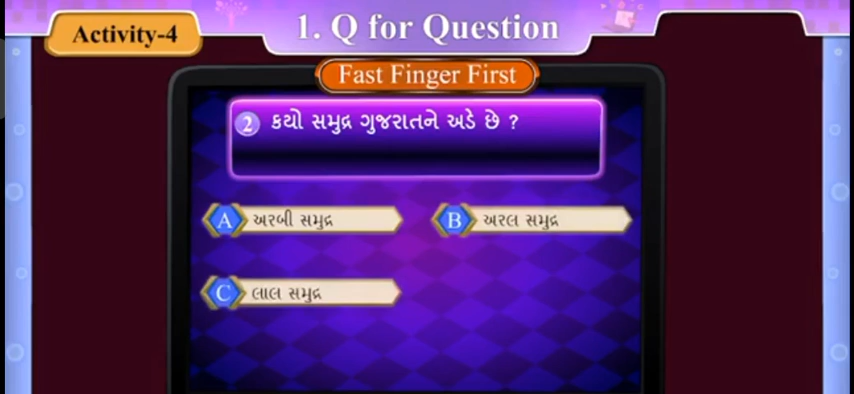 Activity-4
1. Q for Question
Fast Finger First
2 કયો સમુદ્ર ગુજરાતને અડે છે ?
A અરબી સમુદ્ર
B અરલ સમુદ્ર
C લાલ સમુદ્ર